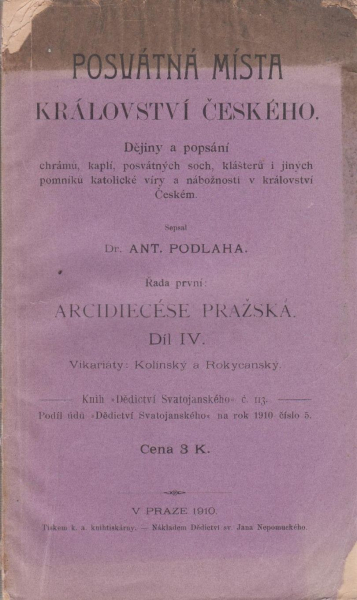 POSVÁTNÁ MÍSTA
KRÁLOVSTVÍ ČESKÉHO.
Dějiny a popsání
chrámů, kaplí, posvátných soch, klášterů i jiných
pomníků katolické víry a nábožnosti v království
Českém.
Sepsal
Dr. ANT. PODLAHA.
Řada první:
ARCIDIECÉSE PRAŽSKÁ.
Díl IV.
Vikariaty: Kolínský a Rokycanský.
Knih »Dědictví Svatojanského« č. 113.
Podíl údů »Dědictví Svatojanského« na rok 1910 číslo 5.
Cena 3 K.
V PRAZE 1910.
Tiskem k. a. knihtiskárny. — Nákladem Dědictví sv. Jana Nepomuckého.